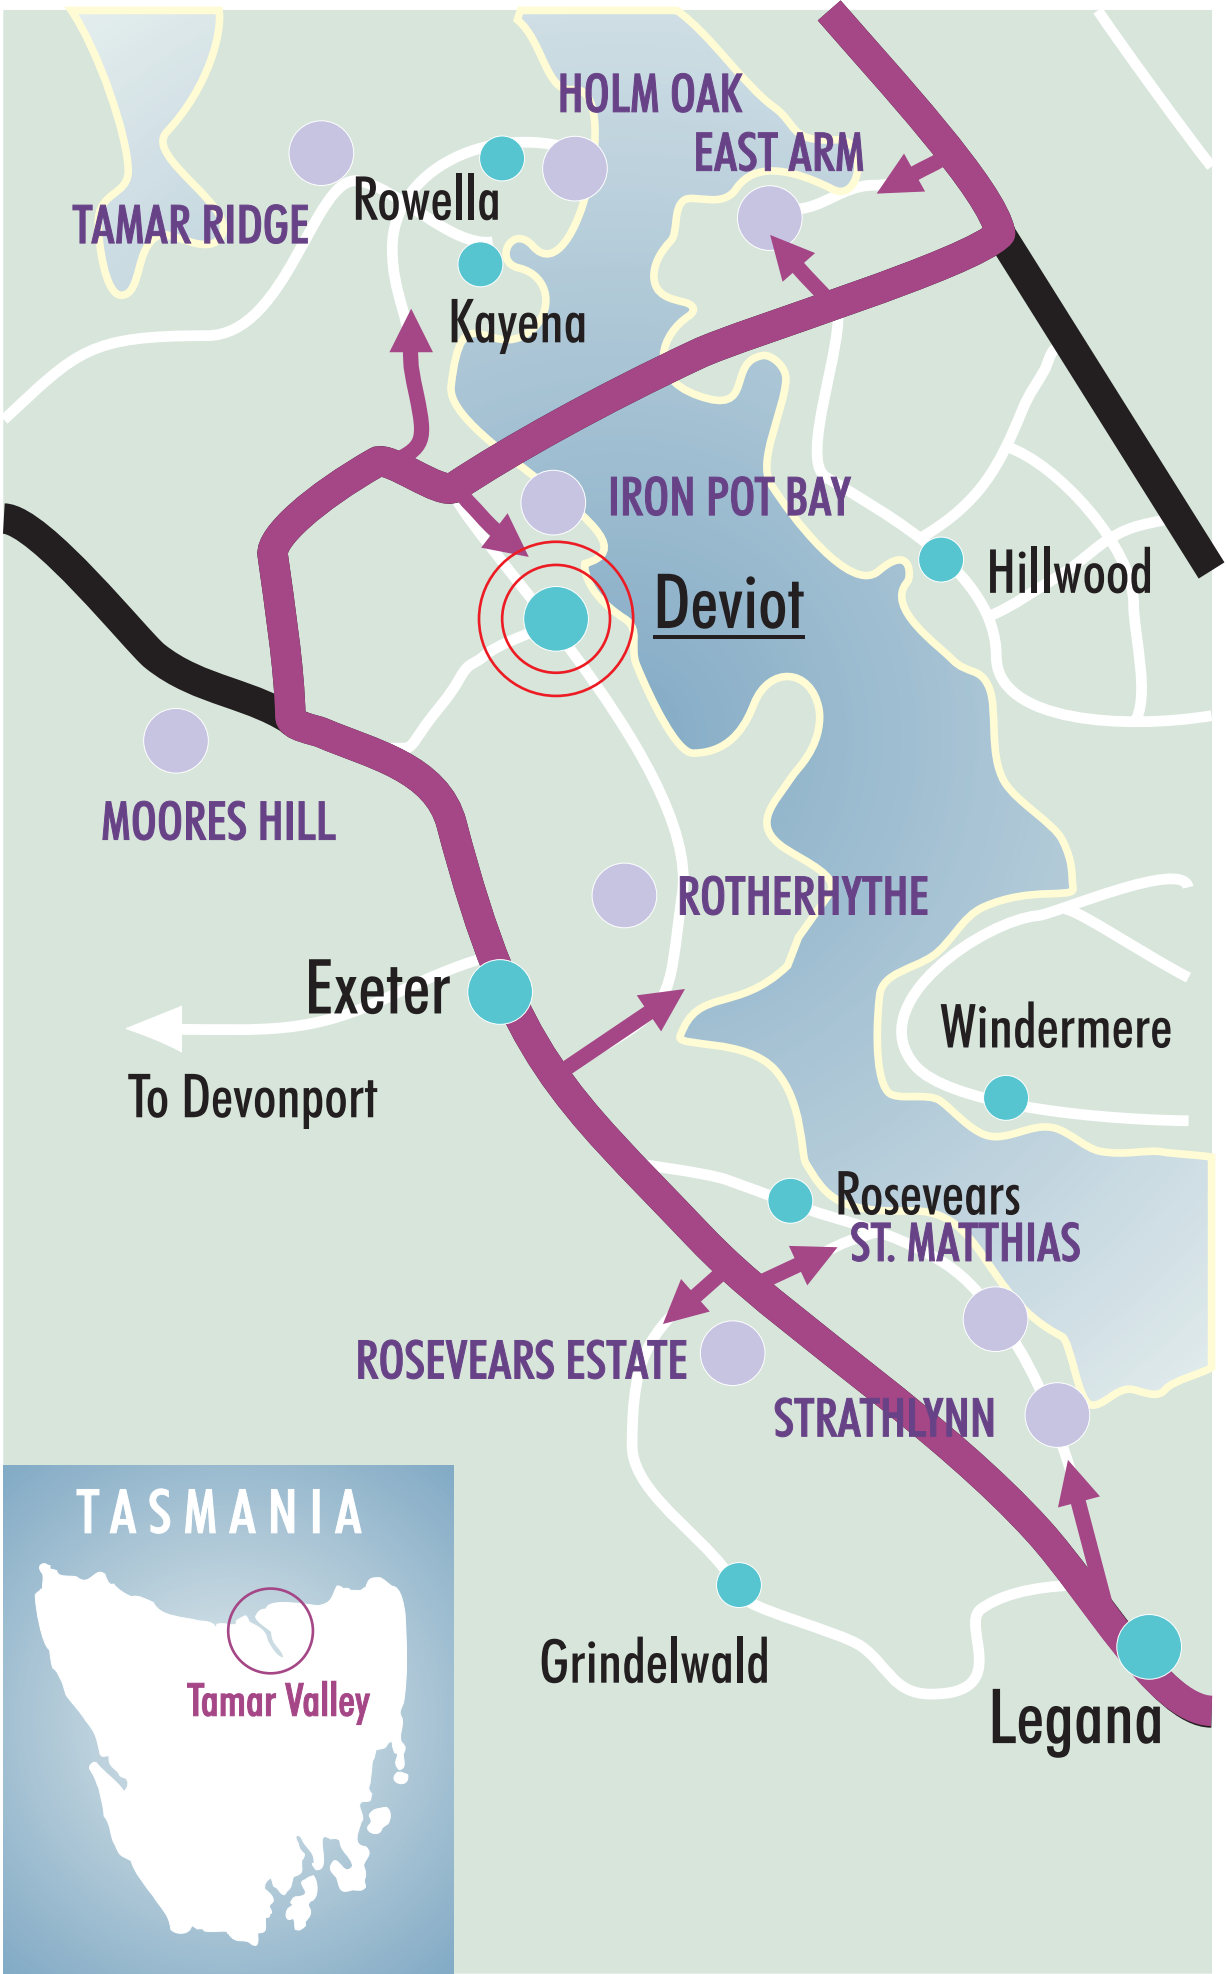 HOLM OAK
EAST ARM
Rowella
TAMAR RIDGE
Kayena
IRON POT BAY
Hillwood
Deviot
MOORES HILL
ROTHERHYTHE
Exeter
Windermere
To Devonport
Rosevears
ST. MATTHIAS
ROSEVEARS ESTATE
STRATHLYNN
TASMANIA
Tamar Valley
Grindelwald
Legana